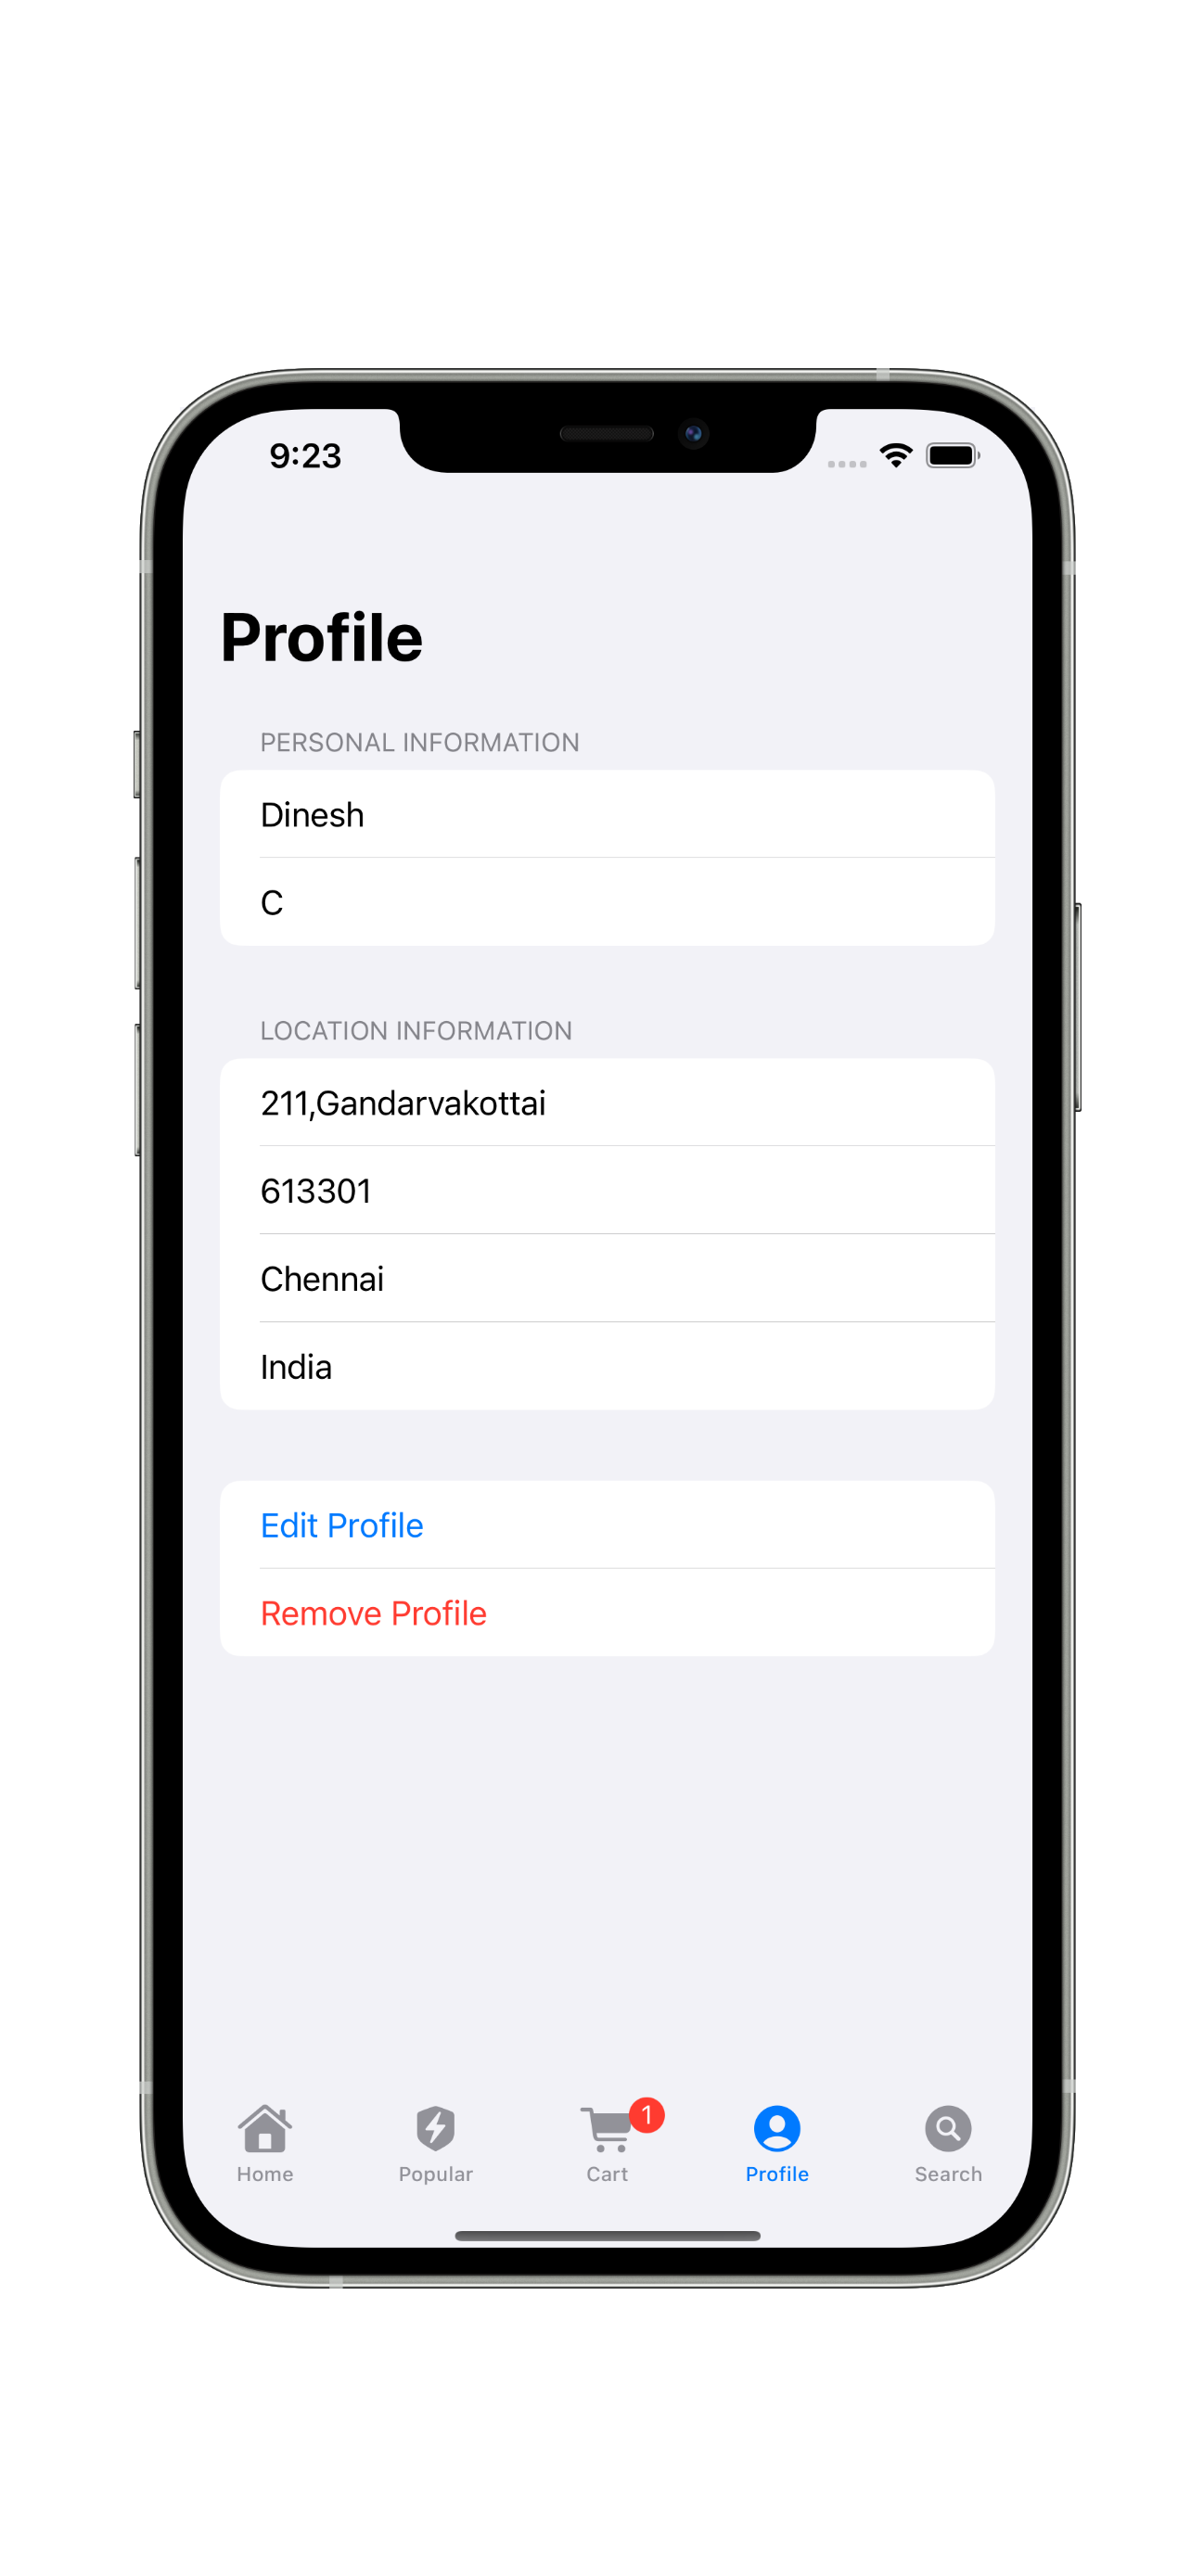 9:23
Profile
PERSONAL INFORMATION
Dinesh
C
LOCATION INFORMATION
211,Gandarvakottai
613301
Chennai
India
Edit Profile
Remove Profile
1
Home
Popular
Cart
Profile
Search